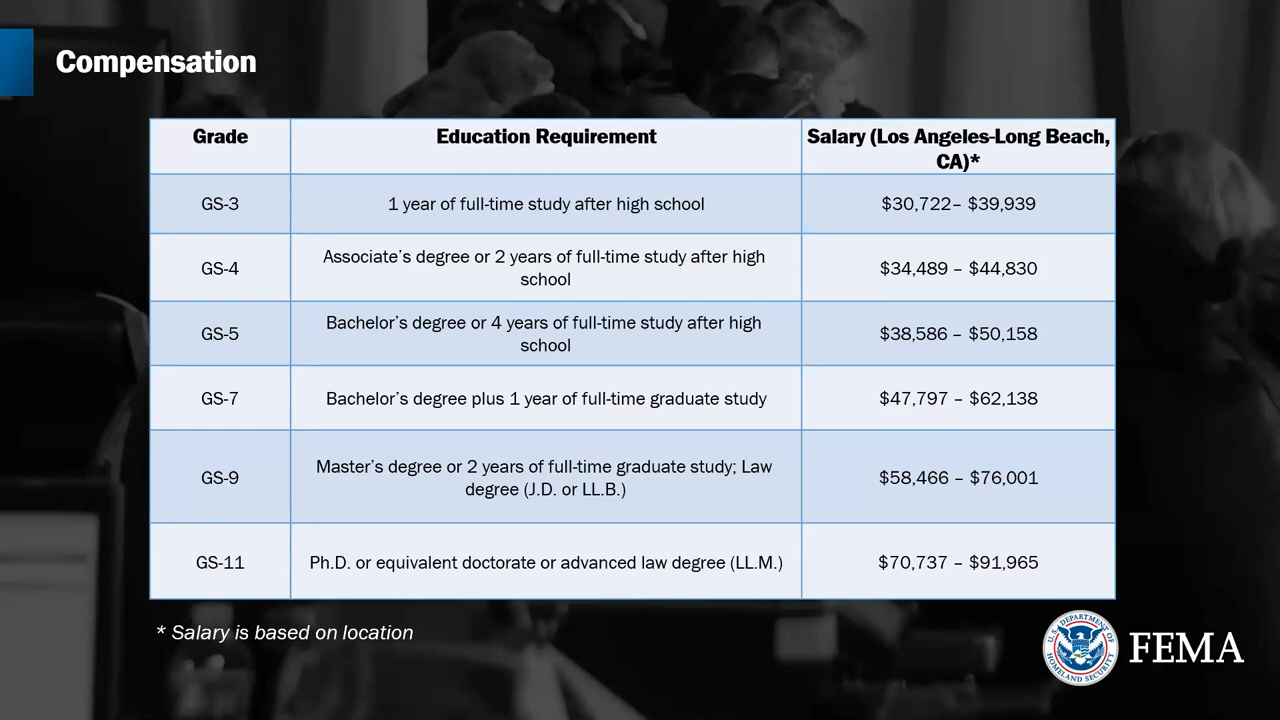 Compensation
Grade
Education Requirement
Salary (Los Angeles-Long Beach,
CA)*
GS-3
1 year of full-time study after high school
$30,722– $39,939
GS-4
Associate’s degree or 2 years of full-time study after high
school
$34,489 – $44,830
GS-5
Bachelor’s degree or 4 years of full-time study after high
school
$38,586 – $50,158
GS-7
Bachelor’s degree plus 1 year of full-time graduate study
$47,797 – $62,138
GS-9
Master’s degree or 2 years of full-time graduate study; Law
degree (J.D. or LL.B.)
$58,466 – $76,001
GS-11
Ph.D. or equivalent doctorate or advanced law degree (LL.M.)
$70,737 – $91,965
* Salary is based on location
U.S. DEPARTMENT OF
HOMELAND SECURITY
FEMA